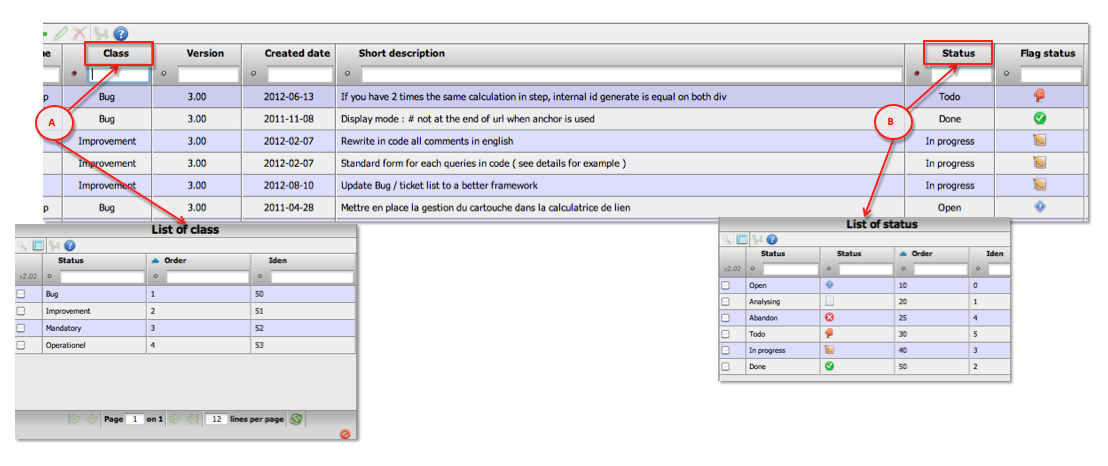 ne Class Version Created date Short description Status Flag status
p Bug 3.00 2012-06-13 If you have 2 times the same calculation in step, internal id generate is equal on both div Todo
A B
Bug 3.00 2011-11-08 Display mode : # not at the end of url when anchor is used Done
Improvement 3.00 2012-02-07 Rewrite in code all comments in english In progress
Improvement 3.00 2012-02-07 Standard form for each queries in code ( see details for example ) In progress
Improvement 3.00 2012-08-10 Update Bug / ticket list to a better framework In progress
p Bug 3.00 2011-04-28 Mettre en place la gestion du cartouche dans la calculatrice de lien Open
List of class
Status Order Iden
v2.02
Bug 1 50
Improvement 2 51
Mandatory 3 52
Operationel 4 53
Page 1 on 1 12 lines per page
List of status
Status Status Order Iden
v2.02
Open 10 0
Analysing 20 1
Abandon 25 4
Todo 30 5
In progress 40 3
Done 50 2